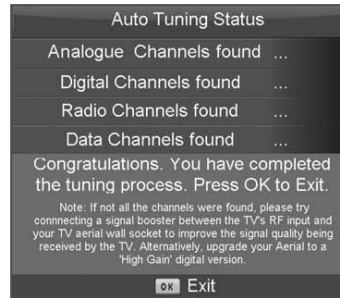 Auto Tuning Status
Analogue Channels found ...
Digital Channels found ...
Radio Channels found ...
Data Channels found ...
Congratulations. You have completed
the tuning process. Press OK to Exit.
Note: If not all the channels were found, please try
connnecting a signal booster between the TV's RF input and
your TV aerial wall socket to improve the signal quality being
received by the TV. Alternatively, upgrade your Aerial to a
'High Gain' digital version.
OK Exit